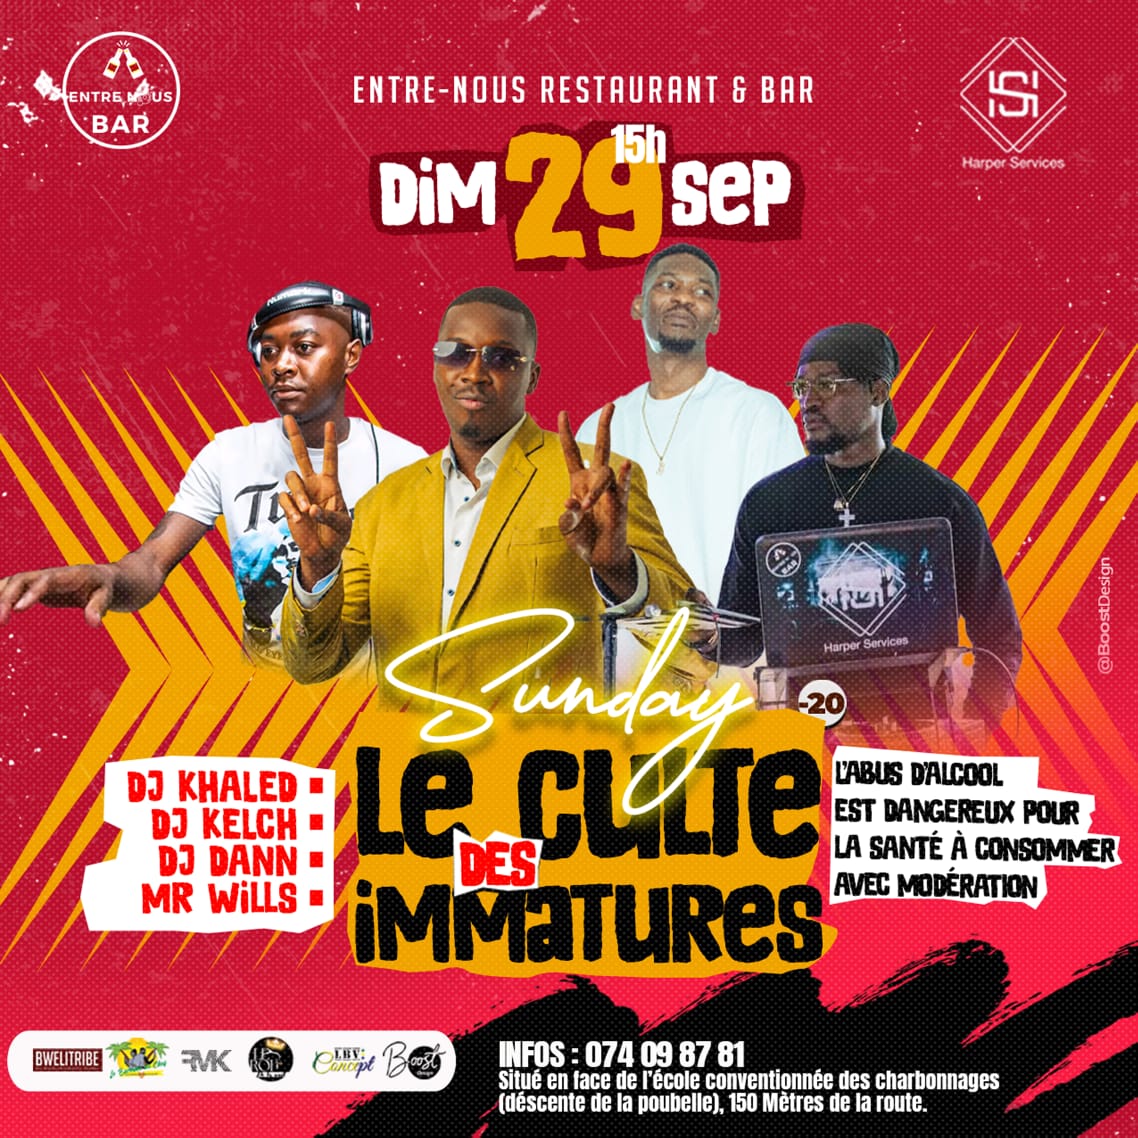 ENTRE NOUS
BAR
ENTRE-NOUS RESTAURANT & BAR
HS
Harper Services
DiM 29 SEP
15h
Harper Services
BAR
@BoostDesign
Sunday
-20
LE CULTE
DES
iMMATURES
DJ KHALED
DJ KELCH
DJ DANN
MR WiLLS
L'ABUS D'ALCOOL
EST DANGEREUX POUR
LA SANTÉ À CONSOMMER
AVEC MODÉRATION
BWELITRIBE
FMK
LBV
Concept
Boost
INFOS : 074 09 87 81
Situé en face de l'école conventionnée des charbonnages
(déscente de la poubelle), 150 Mètres de la route.